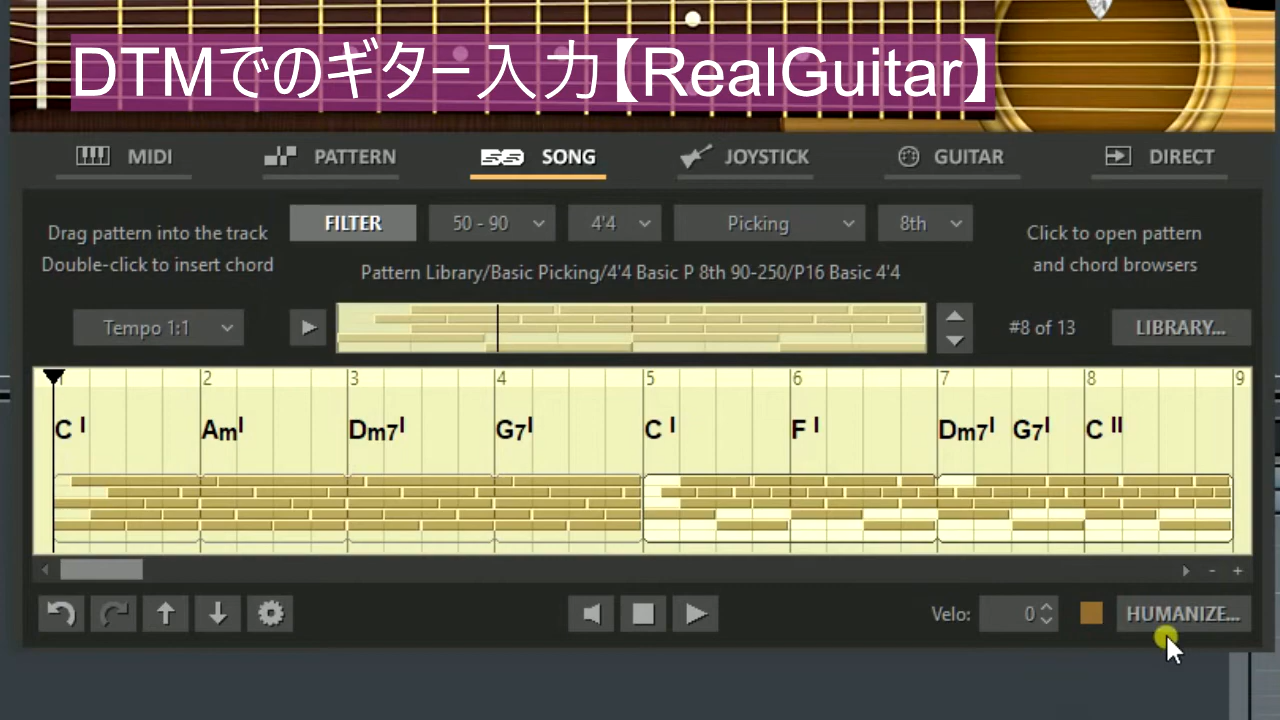 DTMでのギター入力【RealGuitar】
MIDI PATTERN SONG JOYSTICK GUITAR DIRECT
Drag pattern into the track
Double-click to insert chord
FILTER 50 - 90 4'4 Picking 8th
Click to open pattern
and chord browsers
Pattern Library/Basic Picking/4'4 Basic P 8th 90-250/P16 Basic 4'4
Tempo 1:1 #8 of 13 LIBRARY...
1 2 3 4 5 6 7 8 9
C I Am I Dm7 I G7 I C I F I Dm7 I G7 I C II
- +
Velo: 0 HUMANIZE...